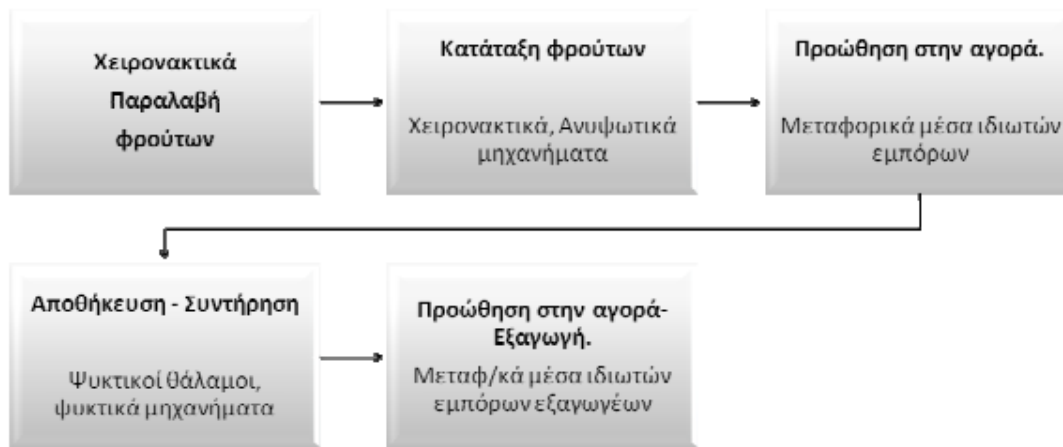 Χειρονακτικά
Παραλαβή
φρούτων
Κατάταξη φρούτων
Χειρονακτικά, Ανυψωτικά
μηχανήματα
Προώθηση στην αγορά.
Μεταφορικά μέσα ιδιωτών
εμπόρων
Αποθήκευση - Συντήρηση
Ψυκτικοί θάλαμοι,
ψυκτικά μηχανήματα
Προώθηση στην αγορά-
Εξαγωγή.
Μεταφ/κά μέσα ιδιωτών
εμπόρων εξαγωγέων